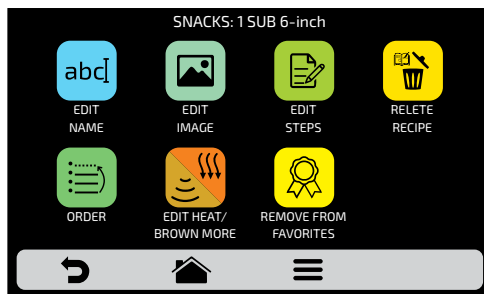 SNACKS: 1 SUB 6-inch
abc
EDIT
NAME
EDIT
IMAGE
EDIT
STEPS
RELETE
RECIPE
ORDER
EDIT HEAT/
BROWN MORE
REMOVE FROM
FAVORITES